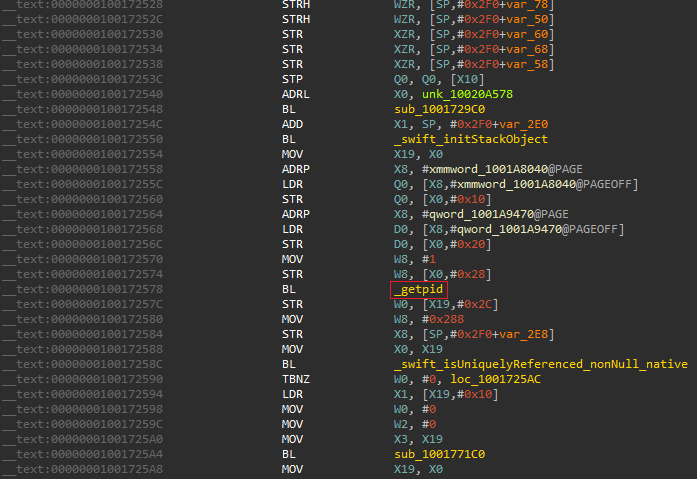 __text:0000000100172528 STRH WZR, [SP,#0x2F0+var_78]
__text:000000010017252C STRH WZR, [SP,#0x2F0+var_50]
__text:0000000100172530 STR XZR, [SP,#0x2F0+var_60]
__text:0000000100172534 STR XZR, [SP,#0x2F0+var_68]
__text:0000000100172538 STR XZR, [SP,#0x2F0+var_58]
__text:000000010017253C STP Q0, Q0, [X10]
__text:0000000100172540 ADRL X0, unk_10020A578
__text:0000000100172548 BL sub_1001729C0
__text:000000010017254C ADD X1, SP, #0x2F0+var_2E0
__text:0000000100172550 BL _swift_initStackObject
__text:0000000100172554 MOV X19, X0
__text:0000000100172558 ADRP X8, #xmmword_1001A8040@PAGE
__text:000000010017255C LDR Q0, [X8,#xmmword_1001A8040@PAGEOFF]
__text:0000000100172560 STR Q0, [X0,#0x10]
__text:0000000100172564 ADRP X8, #qword_1001A9470@PAGE
__text:0000000100172568 LDR D0, [X8,#qword_1001A9470@PAGEOFF]
__text:000000010017256C STR D0, [X0,#0x20]
__text:0000000100172570 MOV W8, #1
__text:0000000100172574 STR W8, [X0,#0x28]
__text:0000000100172578 BL _getpid
__text:000000010017257C STR W0, [X19,#0x2C]
__text:0000000100172580 MOV W8, #0x288
__text:0000000100172584 STR X8, [SP,#0x2F0+var_2E8]
__text:0000000100172588 MOV X0, X19
__text:000000010017258C BL _swift_isUniquelyReferenced_nonNull_native
__text:0000000100172590 TBNZ W0, #0, loc_1001725AC
__text:0000000100172594 LDR X1, [X19,#0x10]
__text:0000000100172598 MOV W0, #0
__text:000000010017259C MOV W2, #0
__text:00000001001725A0 MOV X3, X19
__text:00000001001725A4 BL sub_1001771C0
__text:00000001001725A8 MOV X19, X0